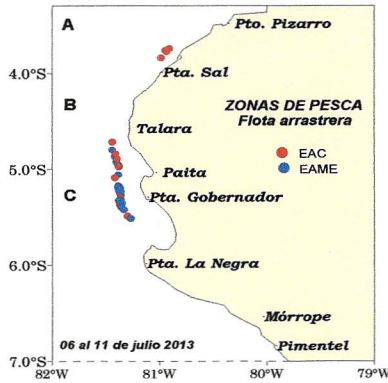 A
Pto. Pizarro
4.0°S
Pta. Sal
B
ZONAS DE PESCA
Flota arrastrera
Talara
EAC
5.0°S
Paita
EAME
C
Pta. Gobernador
6.0°S
Pta. La Negra
Mórrope
06 al 11 de julio 2013
Pimentel
7.0°S
82°W
81°W
80°W
79°W